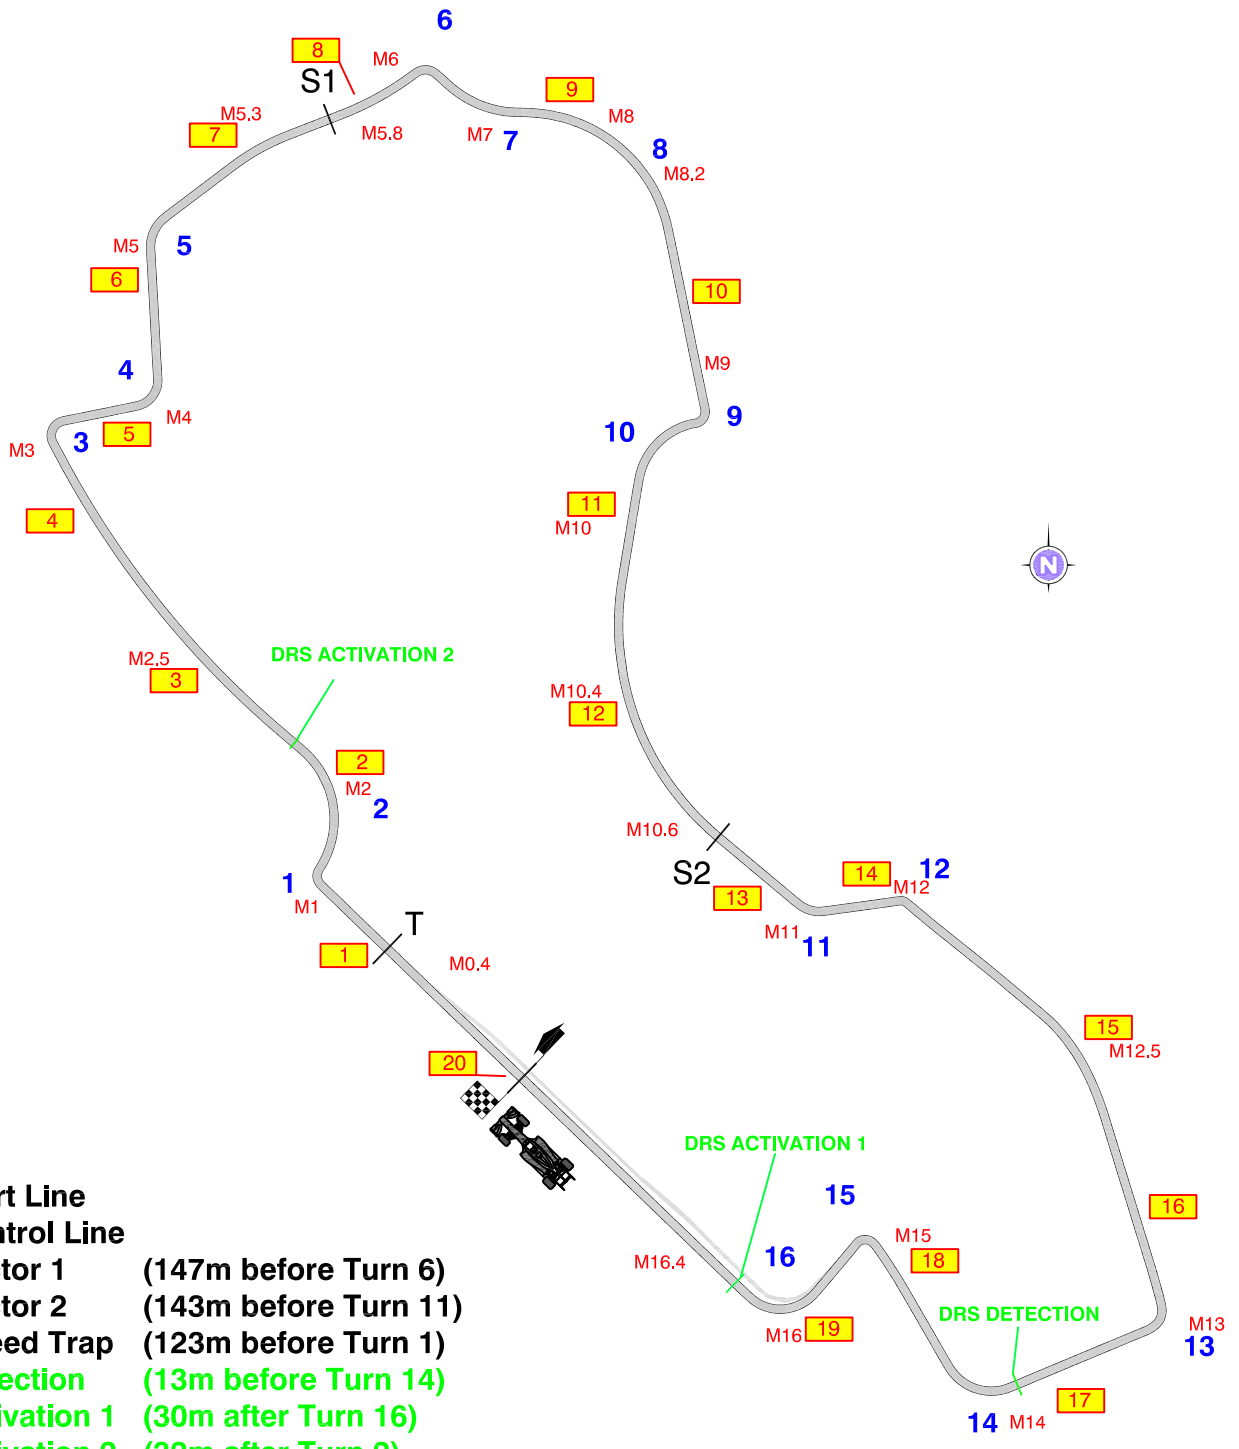 6
8
M6
S1
9
M5.3
M8
7
M5.8
M7
7
8
M8.2
M5
5
6
10
4
M9
M4
9
3
5
10
M3
11
4
M10
N
DRS ACTIVATION 2
M2.5
3
M10.4
12
2
M2
2
M10.6
S2
12
14
1
M12
13
M1
T
M11
11
1
M0.4
15
20
M12.5
DRS ACTIVATION 1
15
rt Line
16
ntrol Line
M15
16
18
M16.4
tor 1 (147m before Turn 6)
DRS DETECTION
tor 2 (143m before Turn 11)
M16
19
M13
13
eed Trap (123m before Turn 1)
ection (13m before Turn 14)
17
14
M14
ivation 1 (30m after Turn 16)